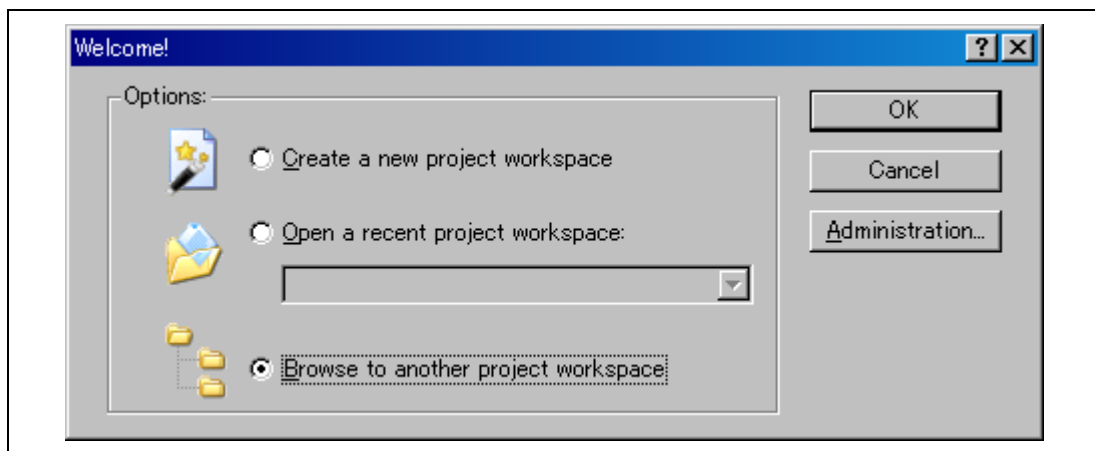 Welcome!
Options:
Create a new project workspace
Open a recent project workspace:
Browse to another project workspace
OK
Cancel
Administration...